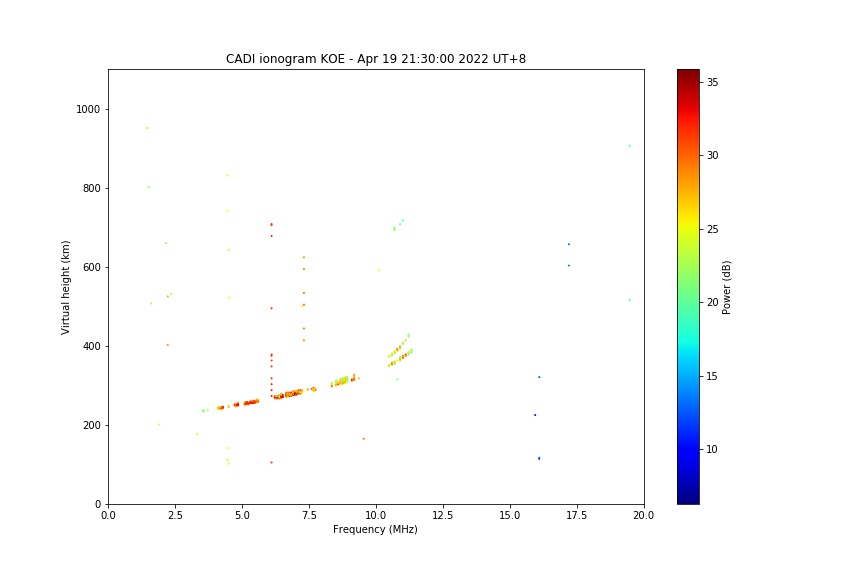 CADI ionogram KOE - Apr 19 21:30:00 2022 UT+8
1000
800
600
400
200
0
Virtual height (km)
0.0 2.5 5.0 7.5 10.0 12.5 15.0 17.5 20.0
Frequency (MHz)
35
30
25
20
15
10
Power (dB)